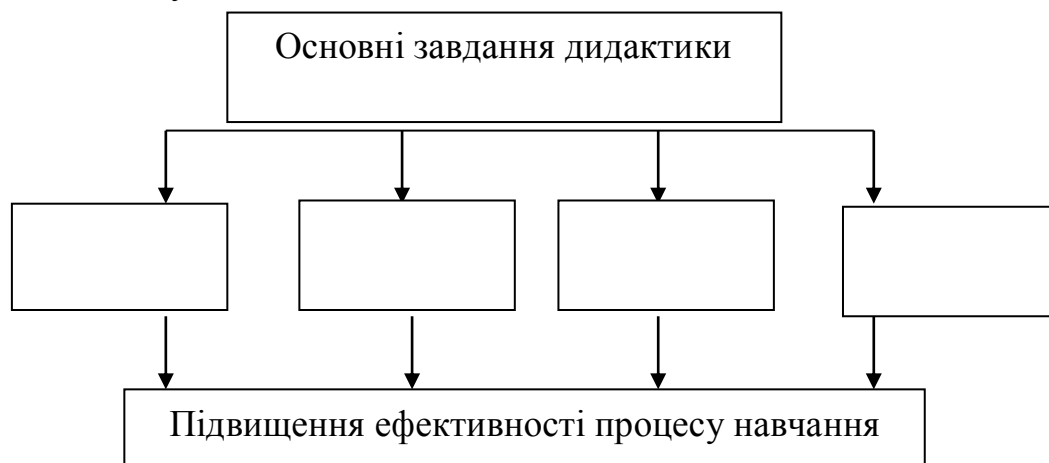 Основні завдання дидактики
Підвищення ефективності процесу навчання